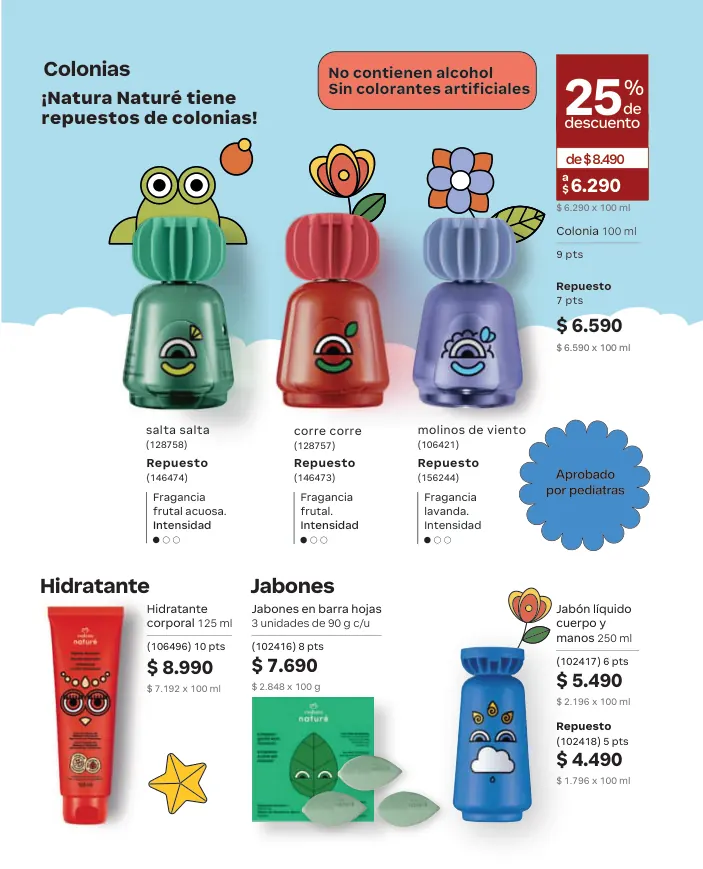 Colonias
¡Natura Naturé tiene
repuestos de colonias!
No contienen alcohol
Sin colorantes artificiales
25% de
descuento
de $ 8.490
a $ 6.290
$ 6.290 x 100 ml
Colonia 100 ml
9 pts
Repuesto
7 pts
$ 6.590
$ 6.590 x 100 ml
salta salta
(128758)
Repuesto
(146474)
Fragancia
frutal acuosa.
Intensidad
corre corre
(128757)
Repuesto
(146473)
Fragancia
frutal.
Intensidad
molinos de viento
(106421)
Repuesto
(156244)
Fragancia
lavanda.
Intensidad
Aprobado
por pediatras
Hidratante
Hidratante
corporal 125 ml
(106496) 10 pts
$ 8.990
$ 7.192 x 100 ml
natura
naturé
Jabones
Jabones en barra hojas
3 unidades de 90 g c/u
(102416) 8 pts
$ 7.690
$ 2.848 x 100 g
natura
naturé
Jabón líquido
cuerpo y
manos 250 ml
(102417) 6 pts
$ 5.490
$ 2.196 x 100 ml
Repuesto
(102418) 5 pts
$ 4.490
$ 1.796 x 100 ml